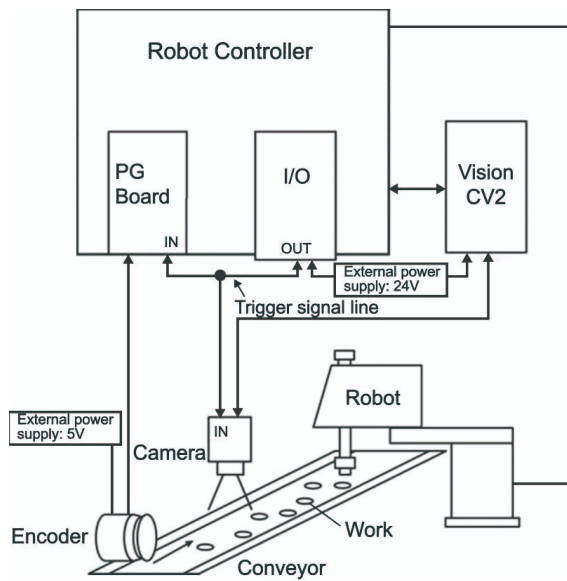 Robot Controller
PG
Board
IN
I/O
OUT
Vision
CV2
External power
supply: 24V
Trigger signal line
External power
supply: 5V
IN
Camera
Robot
Encoder
Work
Conveyor